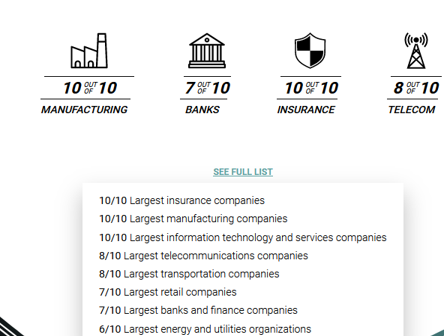 10 OUT OF 10 7 OUT OF 10 10 OUT OF 10 8 OUT OF 10
MANUFACTURING BANKS INSURANCE TELECOM
SEE FULL LIST
10/10 Largest insurance companies
10/10 Largest manufacturing companies
10/10 Largest information technology and services companies
8/10 Largest telecommunications companies
8/10 Largest transportation companies
7/10 Largest retail companies
7/10 Largest banks and finance companies
6/10 Largest energy and utilities organizations